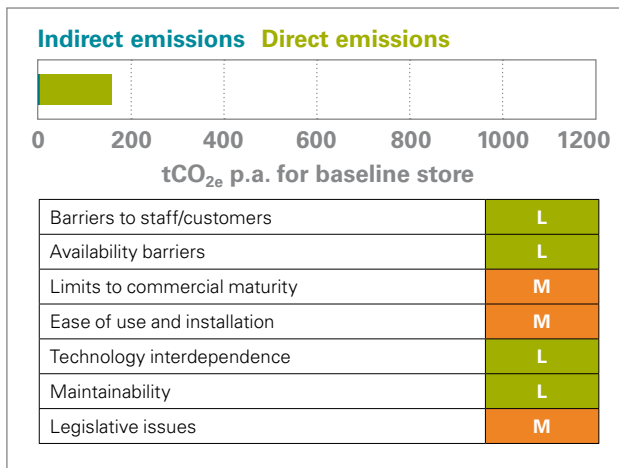 Indirect emissions Direct emissions
0 200 400 600 800 1000 1200
tCO2e p.a. for baseline store
Barriers to staff/customers L
Availability barriers L
Limits to commercial maturity M
Ease of use and installation M
Technology interdependence L
Maintainability L
Legislative issues M